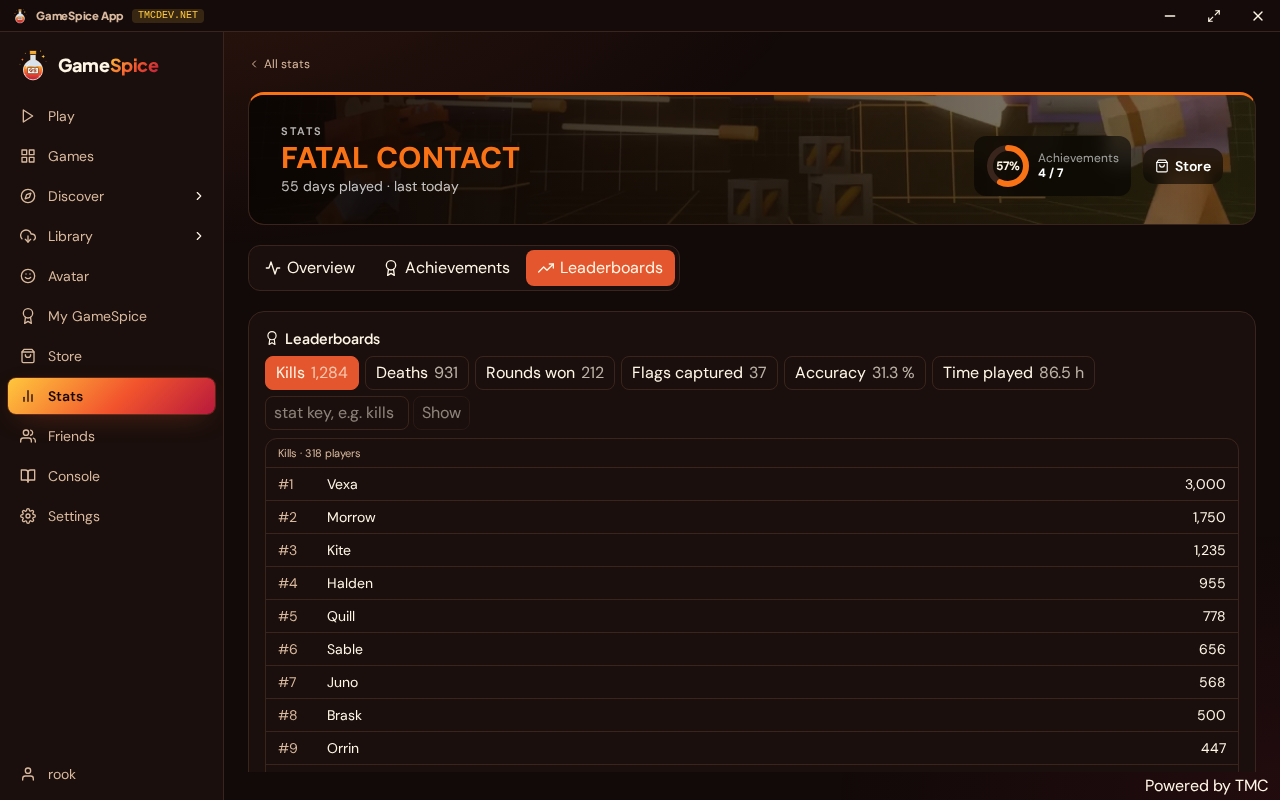 GameSpice App TMCDEV.NET
GameSpice
Play
Games
Discover
Library
Avatar
My GameSpice
Store
Stats
Friends
Console
Settings
rook
All stats
STATS
FATAL CONTACT
55 days played · last today
57%
Achievements
4 / 7
Store
Overview Achievements Leaderboards
Leaderboards
Kills 1,284 Deaths 931 Rounds won 212 Flags captured 37 Accuracy 31.3 % Time played 86.5 h
stat key, e.g. kills Show
Kills · 318 players
#1 Vexa 3,000
#2 Morrow 1,750
#3 Kite 1,235
#4 Halden 955
#5 Quill 778
#6 Sable 656
#7 Juno 568
#8 Brask 500
#9 Orrin 447
Powered by TMC